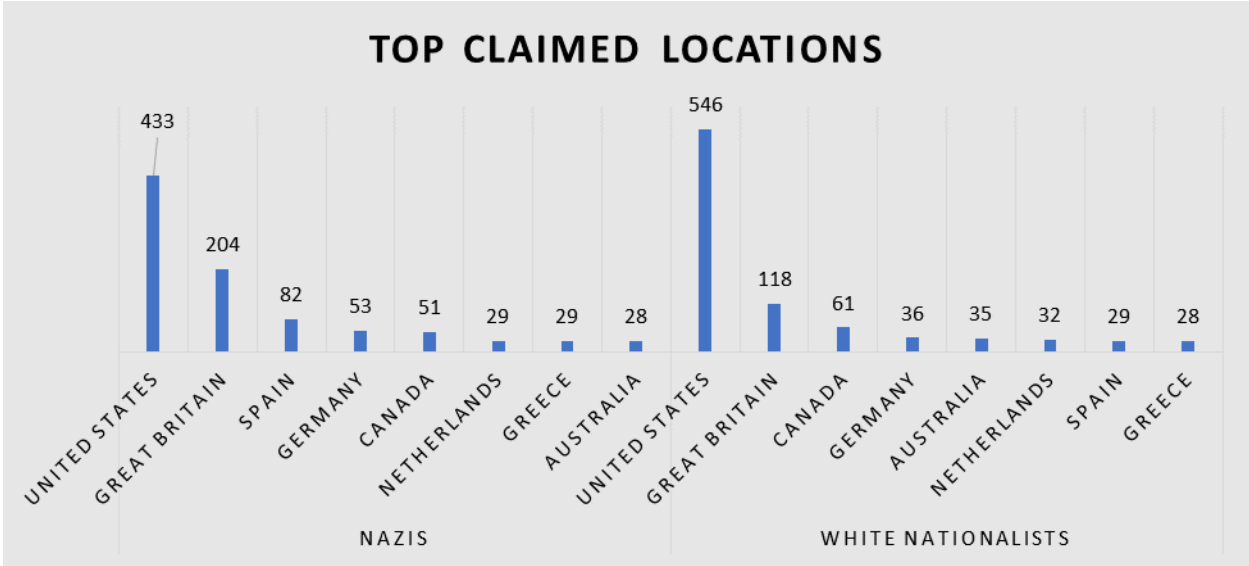 TOP CLAIMED LOCATIONS
433
204
82
53
51
29
29
28
546
118
61
36
35
32
29
28
UNITED STATES
GREAT BRITAIN
SPAIN
GERMANY
CANADA
NETHERLANDS
GREECE
AUSTRALIA
UNITED STATES
GREAT BRITAIN
CANADA
GERMANY
AUSTRALIA
NETHERLANDS
SPAIN
GREECE
NAZIS
WHITE NATIONALISTS